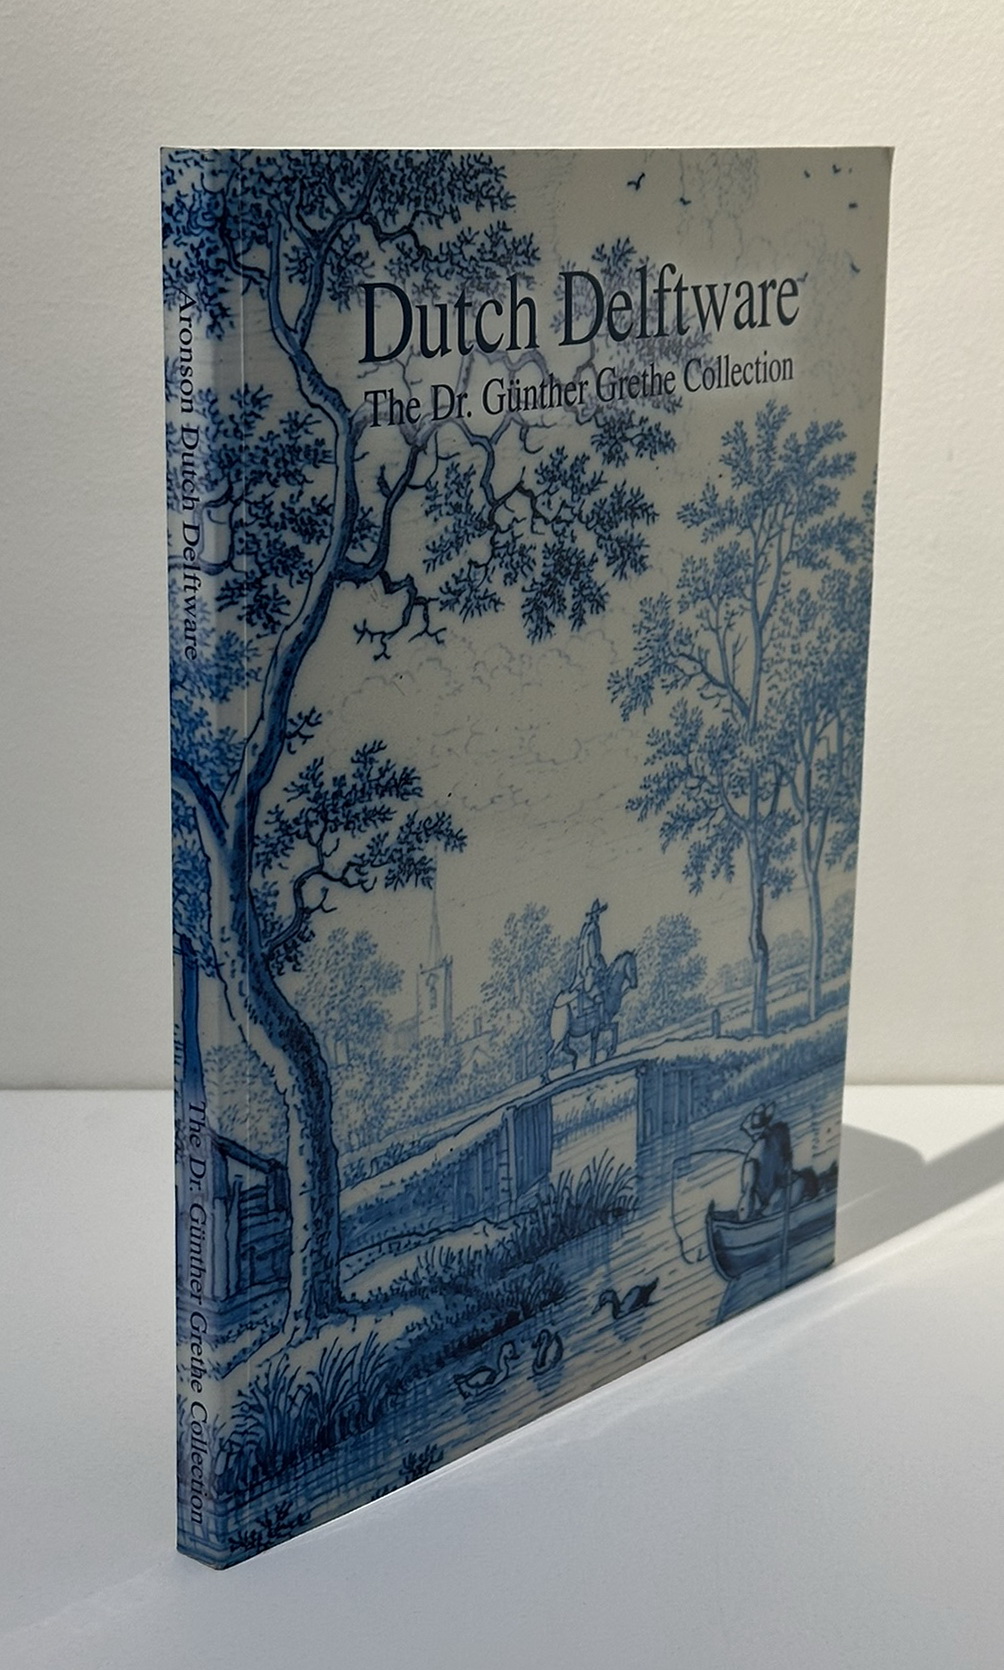 Dutch Delftware
The Dr. Günther Grethe Collection
Aronson Dutch Delftware
The Dr. Günther Grethe Collection